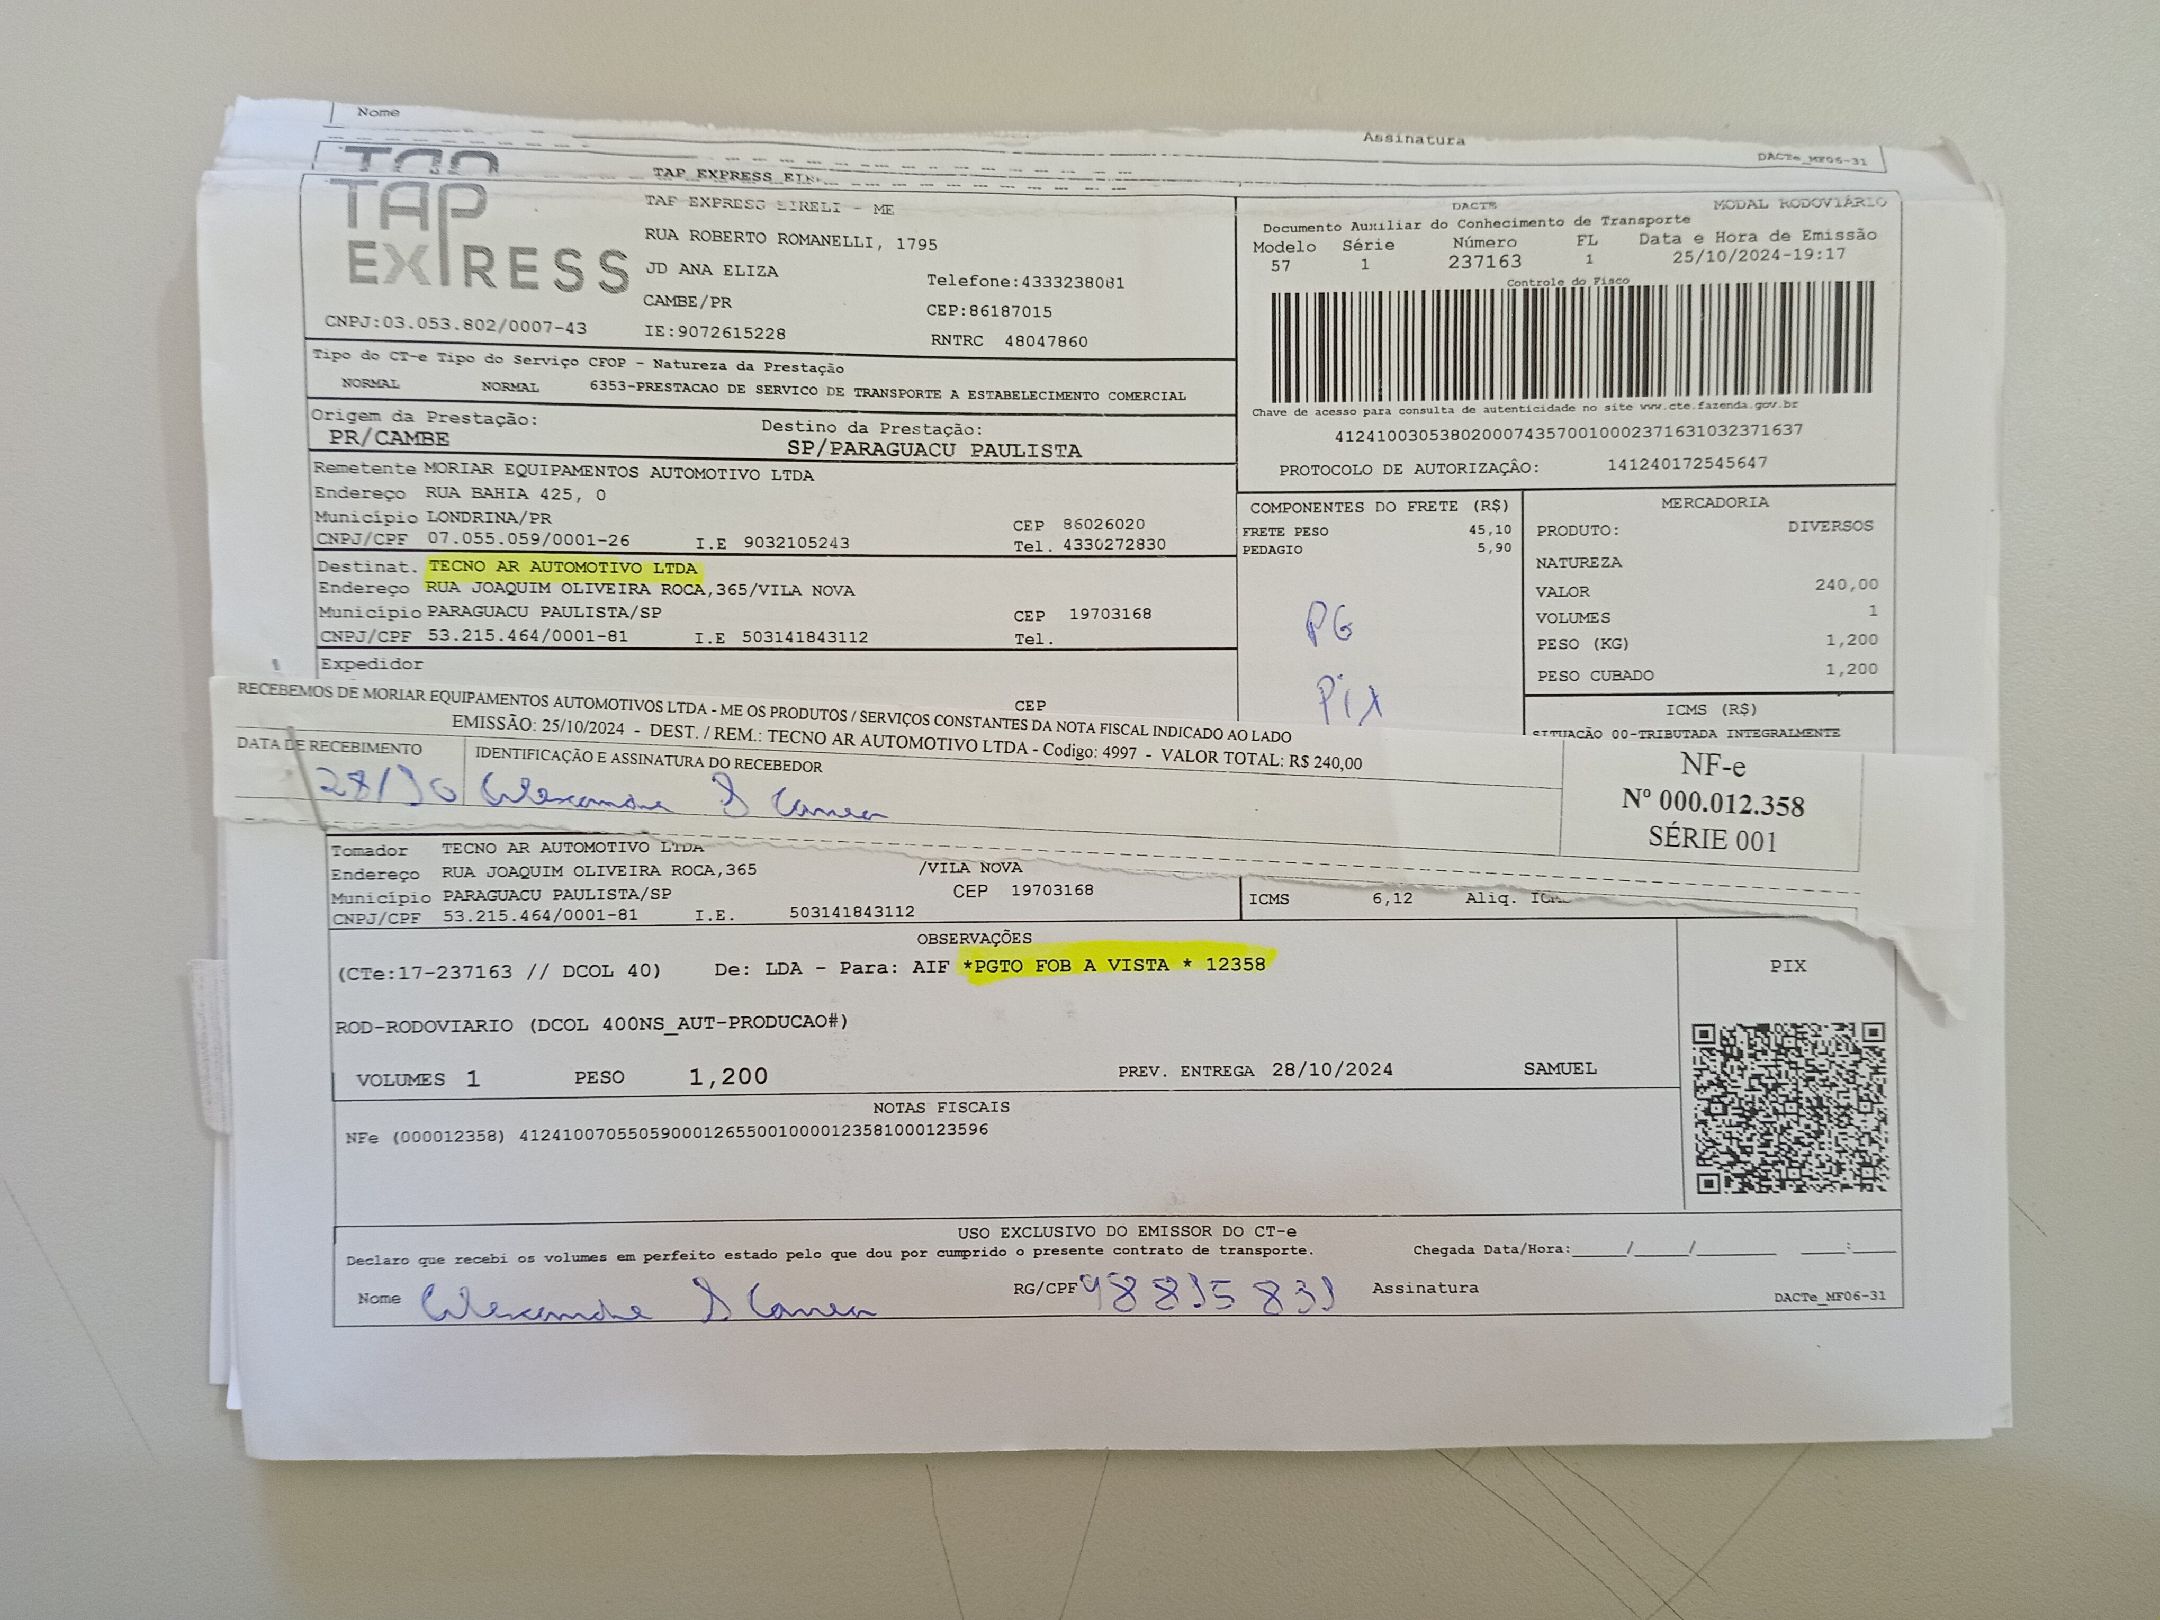 Nome
Assinatura
DACTe_MF06-31
TAP EXPRESS
TAP EXPRESS
TAP EXPRESS EIRELI - ME
RUA ROBERTO ROMANELLI, 1795
JD ANA ELIZA
Telefone:4333238081
CAMBE/PR
CEP:86187015
CNPJ:03.053.802/0007-43
IE:9072615228
RNTRC 48047860
DACTE
MODAL RODOVIÁRIO
Documento Auxiliar do Conhecimento de Transporte
Modelo Série Número FL Data e Hora de Emissão
57 1 237163 1 25/10/2024-19:17
Controle do Fisco
Chave de acesso para consulta de autenticidade no site www.cte.fazenda.gov.br
41241003053802000743570010002371631032371637
PROTOCOLO DE AUTORIZAÇÂO: 141240172545647
Tipo do CT-e Tipo do Serviço CFOP - Natureza da Prestação
NORMAL NORMAL 6353-PRESTACAO DE SERVICO DE TRANSPORTE A ESTABELECIMENTO COMERCIAL
Origem da Prestação: Destino da Prestação:
PR/CAMBE SP/PARAGUACU PAULISTA
Remetente MORIAR EQUIPAMENTOS AUTOMOTIVO LTDA
Endereço RUA BAHIA 425, 0
Município LONDRINA/PR CEP 86026020
CNPJ/CPF 07.055.059/0001-26 I.E 9032105243 Tel. 4330272830
Destinat. TECNO AR AUTOMOTIVO LTDA
Endereço RUA JOAQUIM OLIVEIRA ROCA,365/VILA NOVA
Município PARAGUACU PAULISTA/SP CEP 19703168
CNPJ/CPF 53.215.464/0001-81 I.E 503141843112 Tel.
Expedidor
CEP
COMPONENTES DO FRETE (R$)
FRETE PESO 45,10
PEDAGIO 5,90
PG
Pix
MERCADORIA
PRODUTO: DIVERSOS
NATUREZA
VALOR 240,00
VOLUMES 1
PESO (KG) 1,200
PESO CUBADO 1,200
ICMS (R$)
SITUACÃO 00-TRIBUTADA INTEGRALMENTE
RECEBEMOS DE MORIAR EQUIPAMENTOS AUTOMOTIVOS LTDA - ME OS PRODUTOS / SERVIÇOS CONSTANTES DA NOTA FISCAL INDICADO AO LADO
EMISSÃO: 25/10/2024 - DEST. / REM.: TECNO AR AUTOMOTIVO LTDA - Codigo: 4997 - VALOR TOTAL: R$ 240,00
DATA DE RECEBIMENTO IDENTIFICAÇÃO E ASSINATURA DO RECEBEDOR
28/10 Alexandre
NF-e
Nº 000.012.358
SÉRIE 001
Tomador TECNO AR AUTOMOTIVO LTDA
Endereço RUA JOAQUIM OLIVEIRA ROCA,365 /VILA NOVA
Município PARAGUACU PAULISTA/SP CEP 19703168
CNPJ/CPF 53.215.464/0001-81 I.E. 503141843112
ICMS 6,12 Aliq.
OBSERVAÇÕES
(CTe:17-237163 // DCOL 40) De: LDA - Para: AIF *PGTO FOB A VISTA * 12358
ROD-RODOVIARIO (DCOL 400NS_AUT-PRODUCAO#)
VOLUMES 1 PESO 1,200 PREV. ENTREGA 28/10/2024 SAMUEL
PIX
NOTAS FISCAIS
NFe (000012358) 41241007055059000126550010000123581000123596
USO EXCLUSIVO DO EMISSOR DO CT-e
Declaro que recebi os volumes em perfeito estado pelo que dou por cumprido o presente contrato de transporte. Chegada Data/Hora:____/____/______ ___:___
Nome Alexandre RG/CPF Assinatura
DACTe_MF06-31